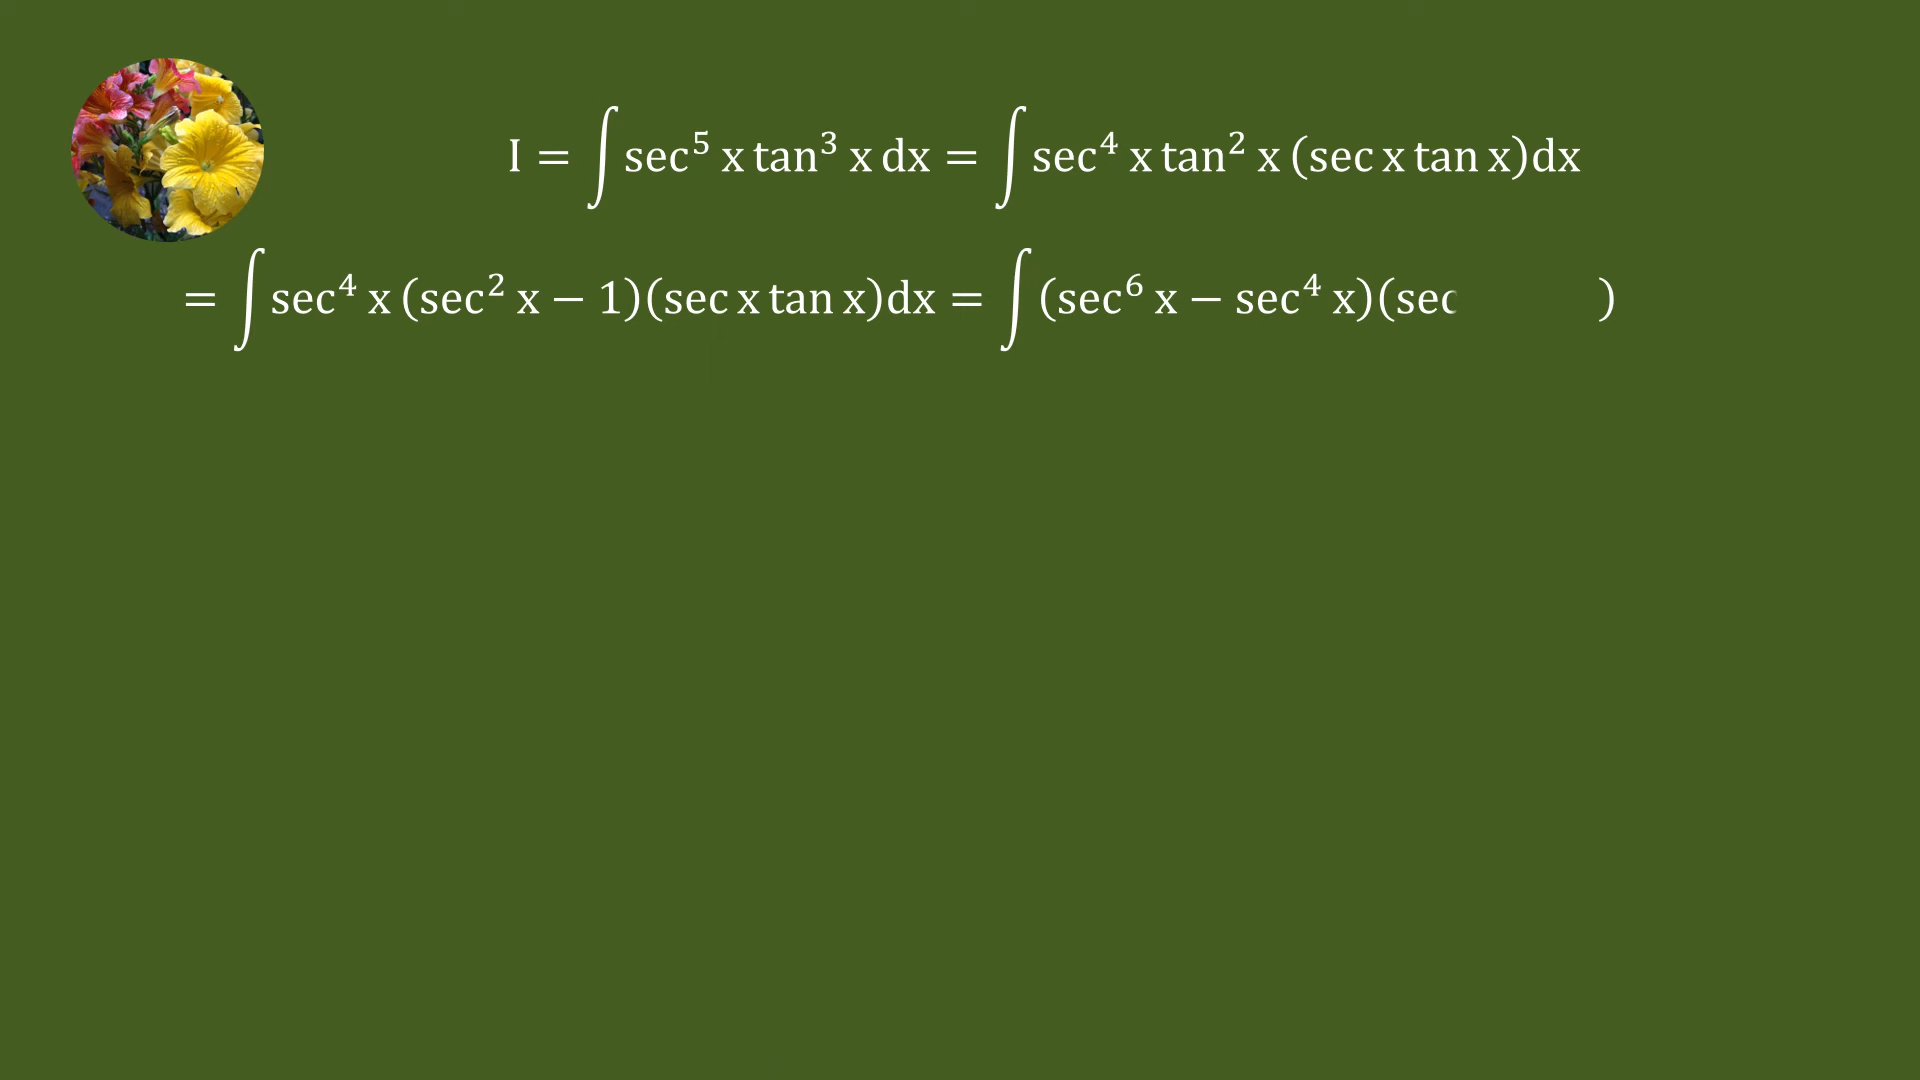 I = ∫ sec⁵ x tan³ x dx = ∫ sec⁴ x tan² x (sec x tan x)dx
= ∫ sec⁴ x (sec² x − 1)(sec x tan x)dx = ∫ (sec⁶ x − sec⁴ x)(sec )